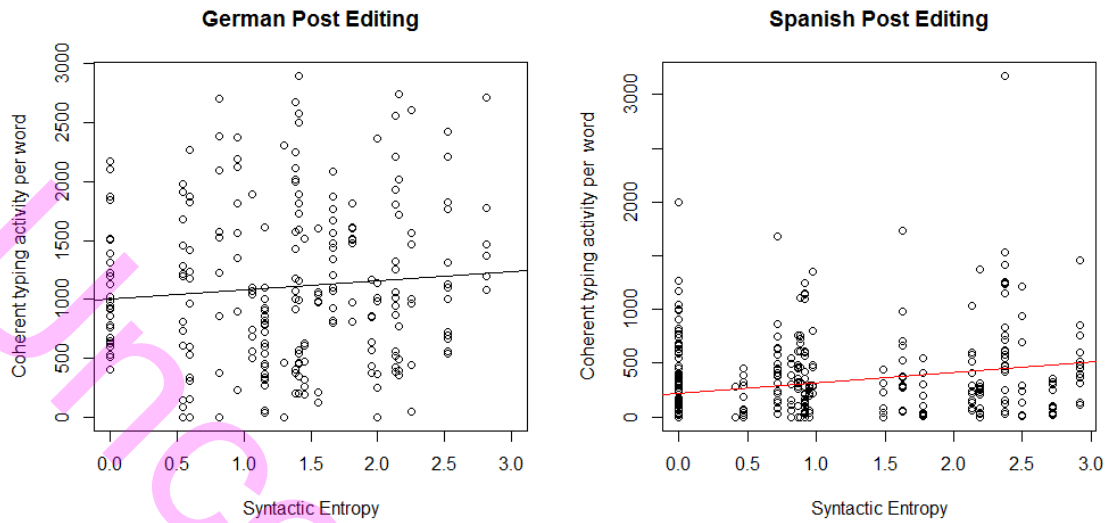 German Post Editing
Spanish Post Editing
Coherent typing activity per word
3000
2500
2000
1500
1000
500
0
0.0 0.5 1.0 1.5 2.0 2.5 3.0
Syntactic Entropy
Coherent typing activity per word
3000
2000
1000
500
0
0.0 0.5 1.0 1.5 2.0 2.5 3.0
Syntactic Entropy